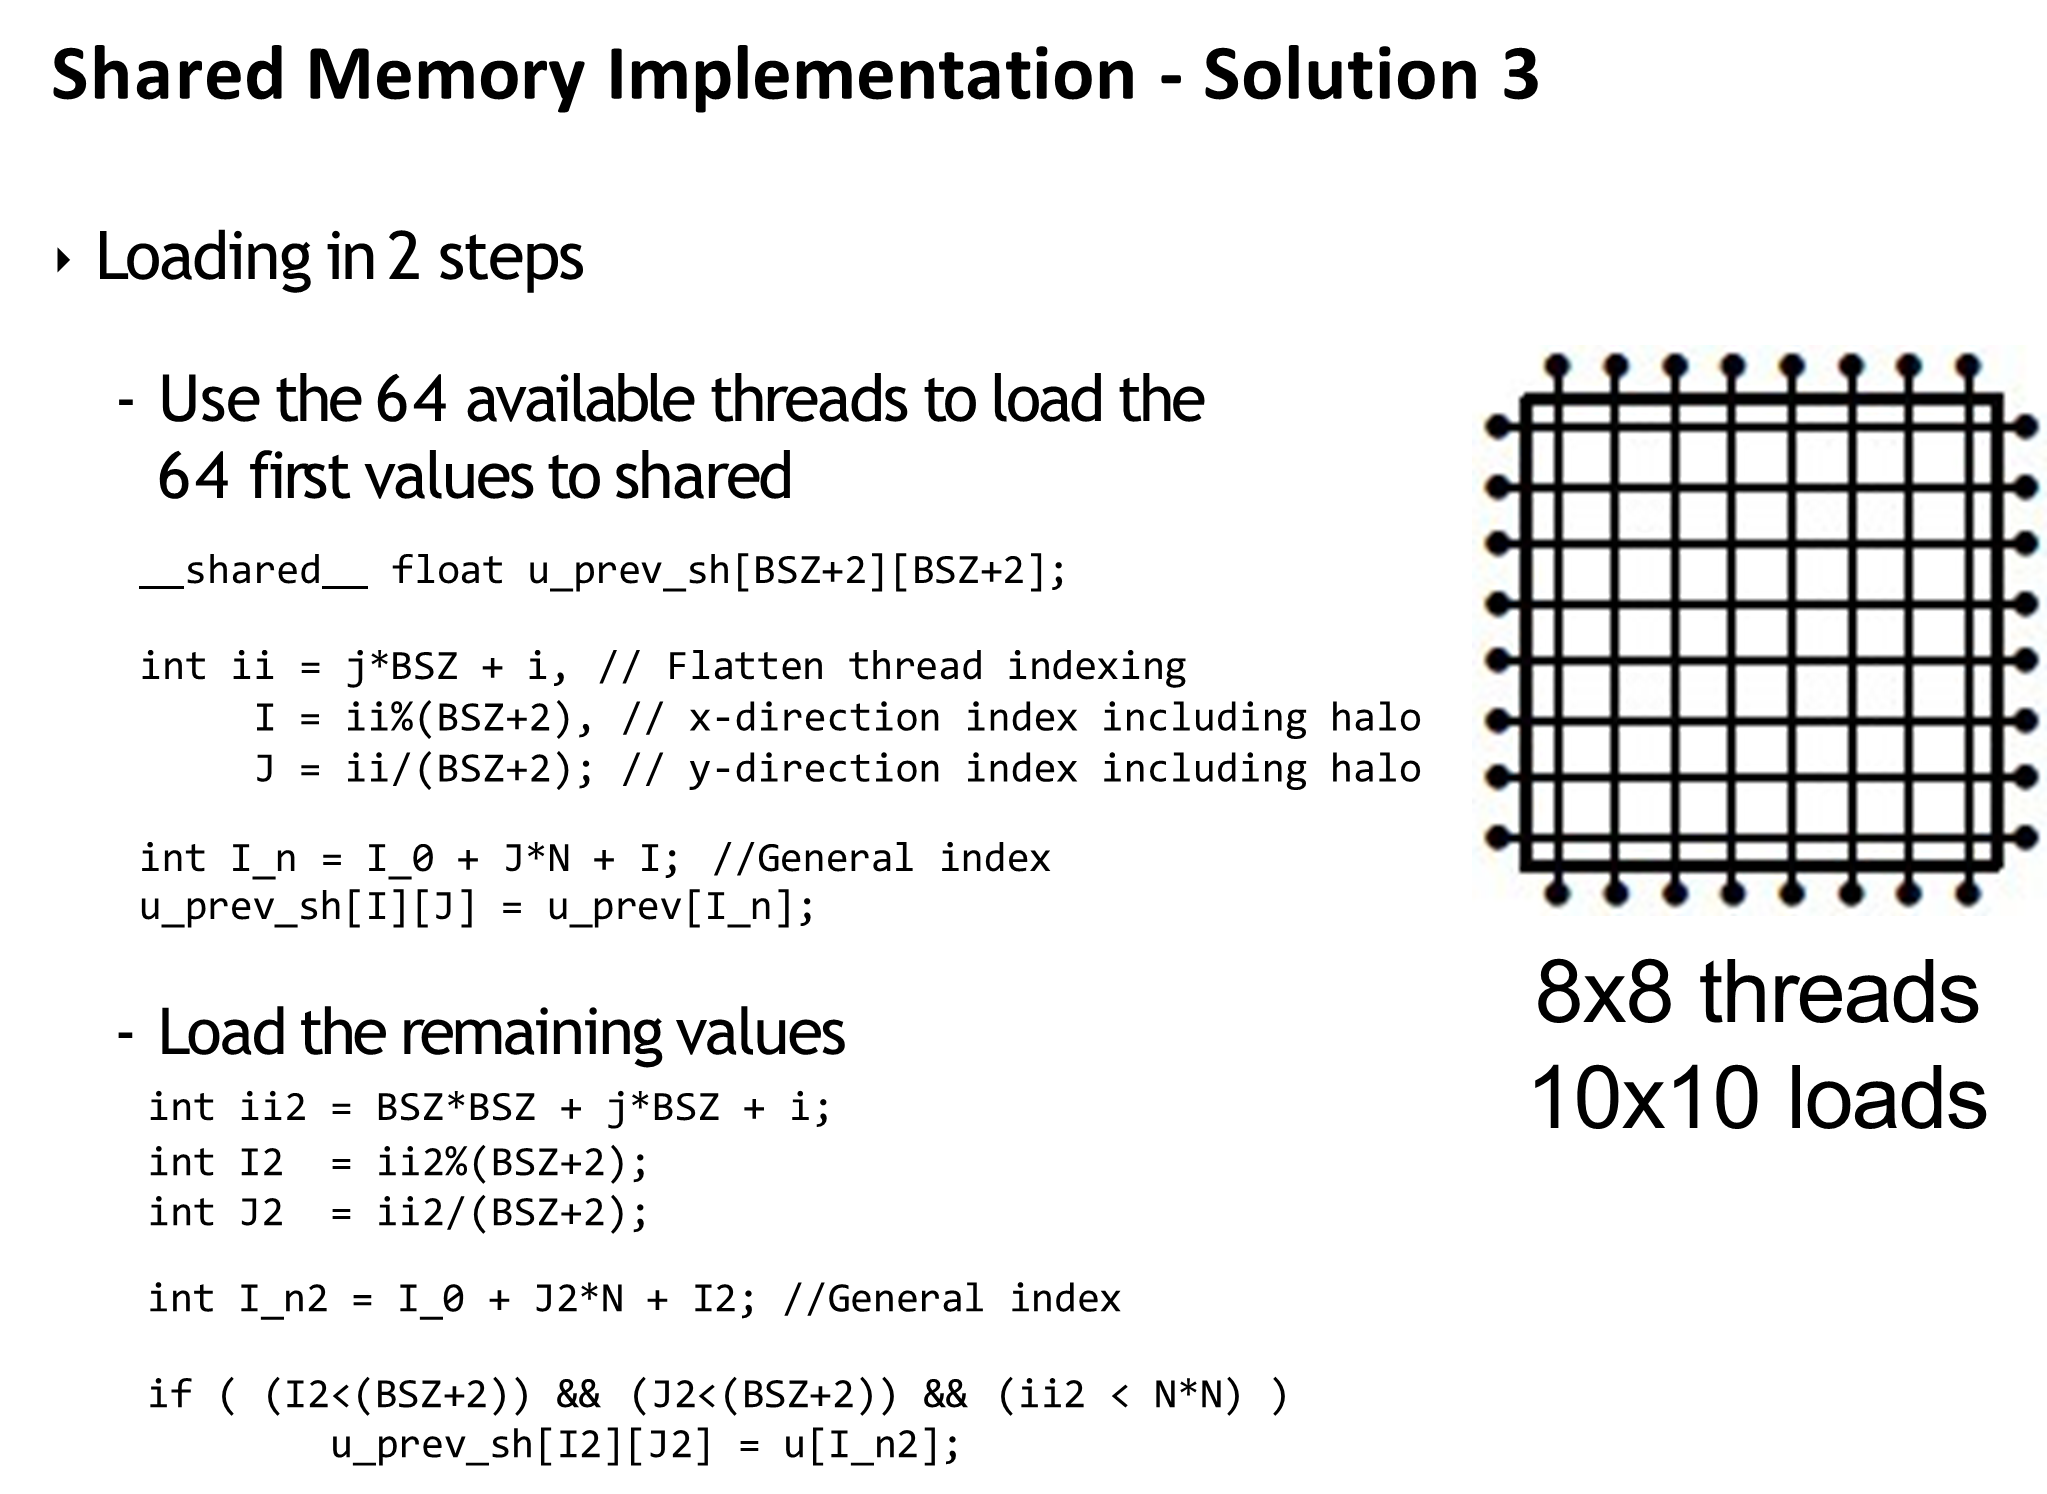 Shared Memory Implementation - Solution 3
‣ Loading in 2 steps
- Use the 64 available threads to load the
64 first values to shared
__shared__ float u_prev_sh[BSZ+2][BSZ+2];
int ii = j*BSZ + i, // Flatten thread indexing
I = ii%(BSZ+2), // x-direction index including halo
J = ii/(BSZ+2); // y-direction index including halo
int I_n = I_0 + J*N + I; //General index
u_prev_sh[I][J] = u_prev[I_n];
- Load the remaining values
int ii2 = BSZ*BSZ + j*BSZ + i;
int I2 = ii2%(BSZ+2);
int J2 = ii2/(BSZ+2);
int I_n2 = I_0 + J2*N + I2; //General index
if ( (I2<(BSZ+2)) && (J2<(BSZ+2)) && (ii2 < N*N) )
u_prev_sh[I2][J2] = u[I_n2];
8x8 threads
10x10 loads